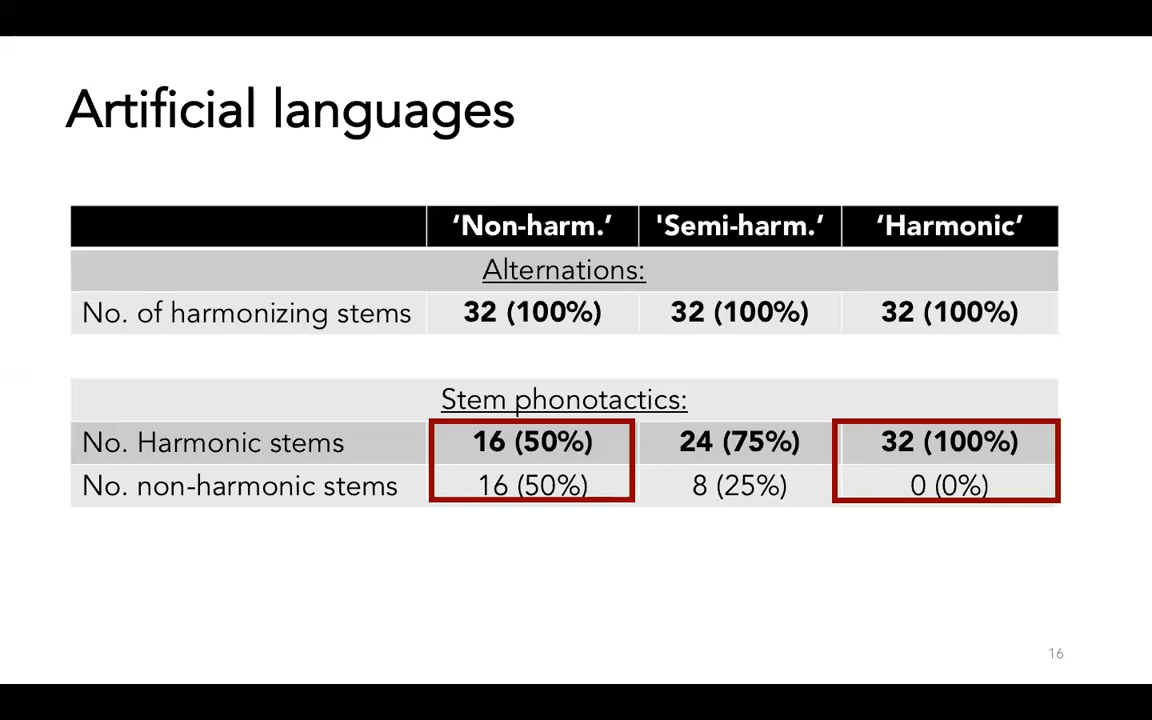 Artificial languages
‘Non-harm.’ 'Semi-harm.’ ‘Harmonic’
Alternations:
No. of harmonizing stems 32 (100%) 32 (100%) 32 (100%)
Stem phonotactics:
No. Harmonic stems 16 (50%) 24 (75%) 32 (100%)
No. non-harmonic stems 16 (50%) 8 (25%) 0 (0%)
16